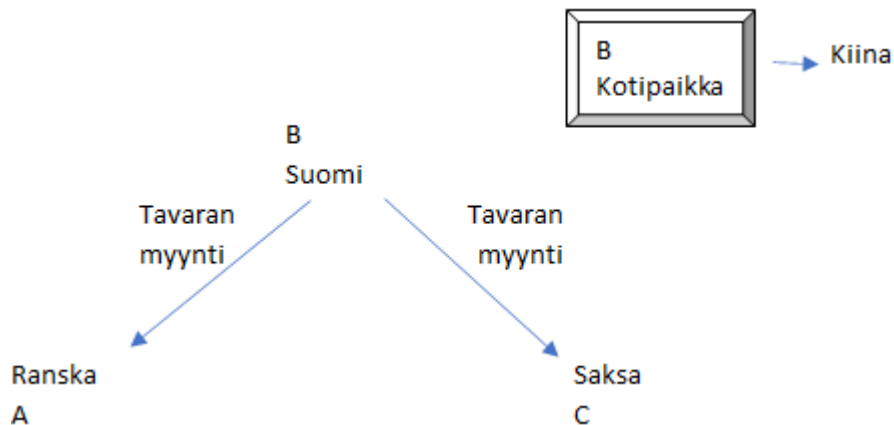 B
Kotipaikka
Kiina
B
Suomi
Tavaran
myynti
Tavaran
myynti
Ranska
A
Saksa
C